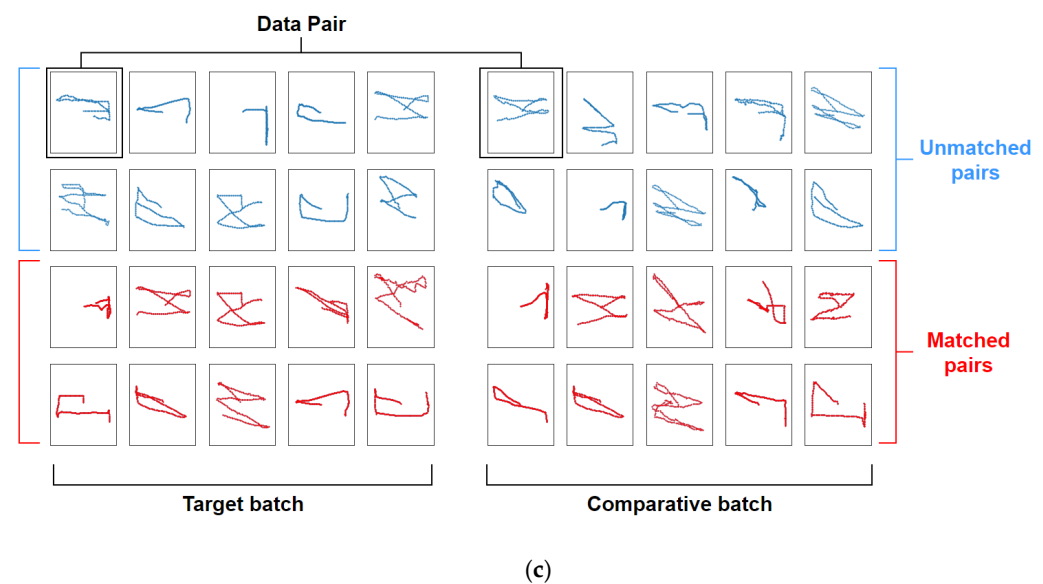 Data Pair
Unmatched
pairs
Matched
pairs
Target batch
Comparative batch
(c)